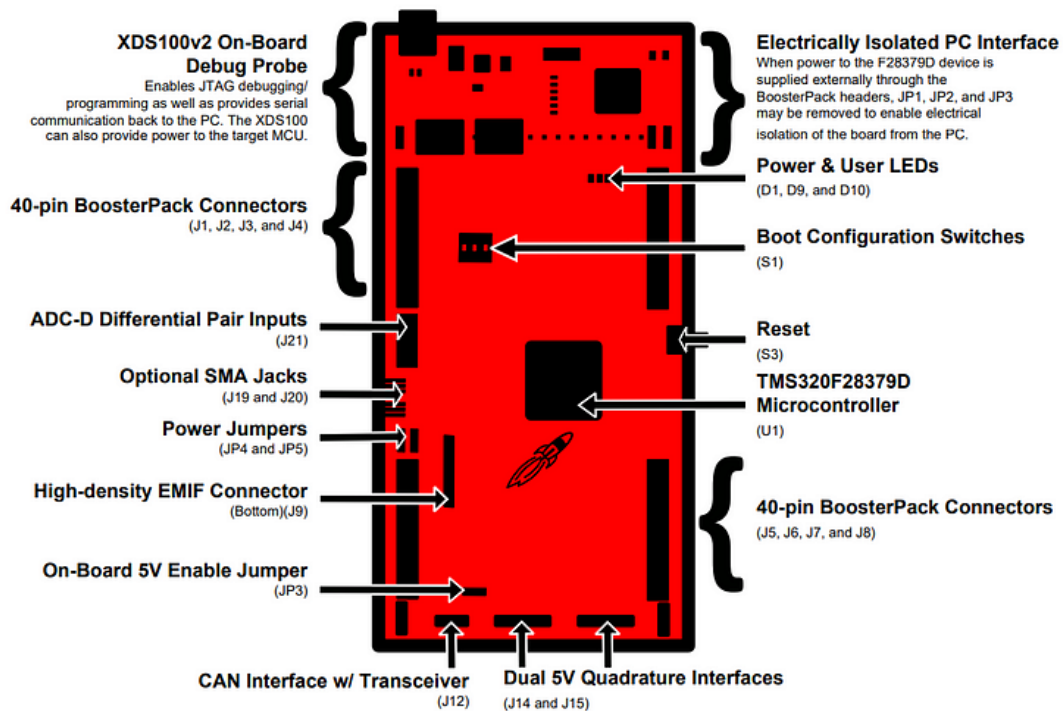 XDS100v2 On-Board
Debug Probe
Enables JTAG debugging/
programming as well as provides serial
communication back to the PC. The XDS100
can also provide power to the target MCU.
40-pin BoosterPack Connectors
(J1, J2, J3, and J4)
ADC-D Differential Pair Inputs
(J21)
Optional SMA Jacks
(J19 and J20)
Power Jumpers
(JP4 and JP5)
High-density EMIF Connector
(Bottom)(J9)
On-Board 5V Enable Jumper
(JP3)
CAN Interface w/ Transceiver
(J12)
Dual 5V Quadrature Interfaces
(J14 and J15)
Electrically Isolated PC Interface
When power to the F28379D device is
supplied externally through the
BoosterPack headers, JP1, JP2, and JP3
may be removed to enable electrical
isolation of the board from the PC.
Power & User LEDs
(D1, D9, and D10)
Boot Configuration Switches
(S1)
Reset
(S3)
TMS320F28379D
Microcontroller
(U1)
40-pin BoosterPack Connectors
(J5, J6, J7, and J8)